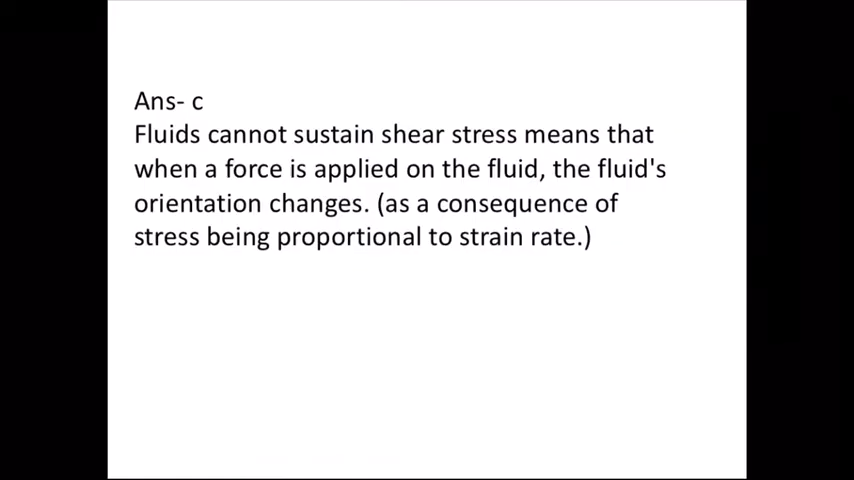 Ans- c
Fluids cannot sustain shear stress means that
when a force is applied on the fluid, the fluid's
orientation changes. (as a consequence of
stress being proportional to strain rate.)